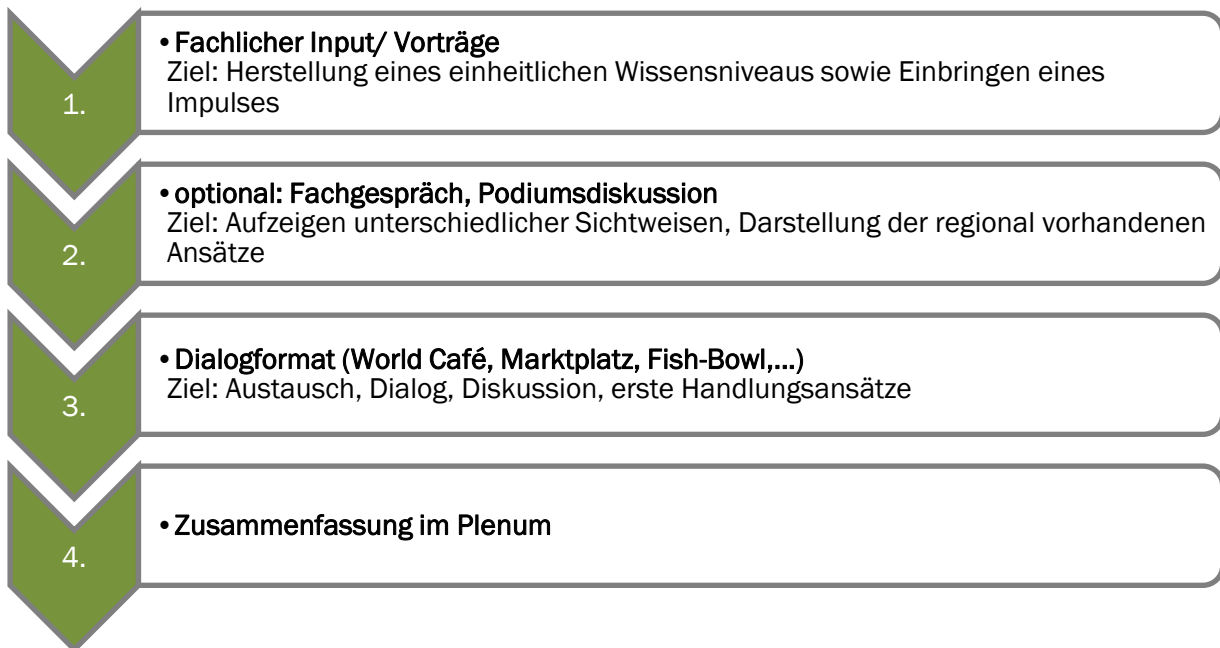 1.
• Fachlicher Input/ Vorträge
Ziel: Herstellung eines einheitlichen Wissensniveaus sowie Einbringen eines
Impulses
2.
• optional: Fachgespräch, Podiumsdiskussion
Ziel: Aufzeigen unterschiedlicher Sichtweisen, Darstellung der regional vorhandenen
Ansätze
3.
• Dialogformat (World Café, Marktplatz, Fish-Bowl,...)
Ziel: Austausch, Dialog, Diskussion, erste Handlungsansätze
4.
• Zusammenfassung im Plenum